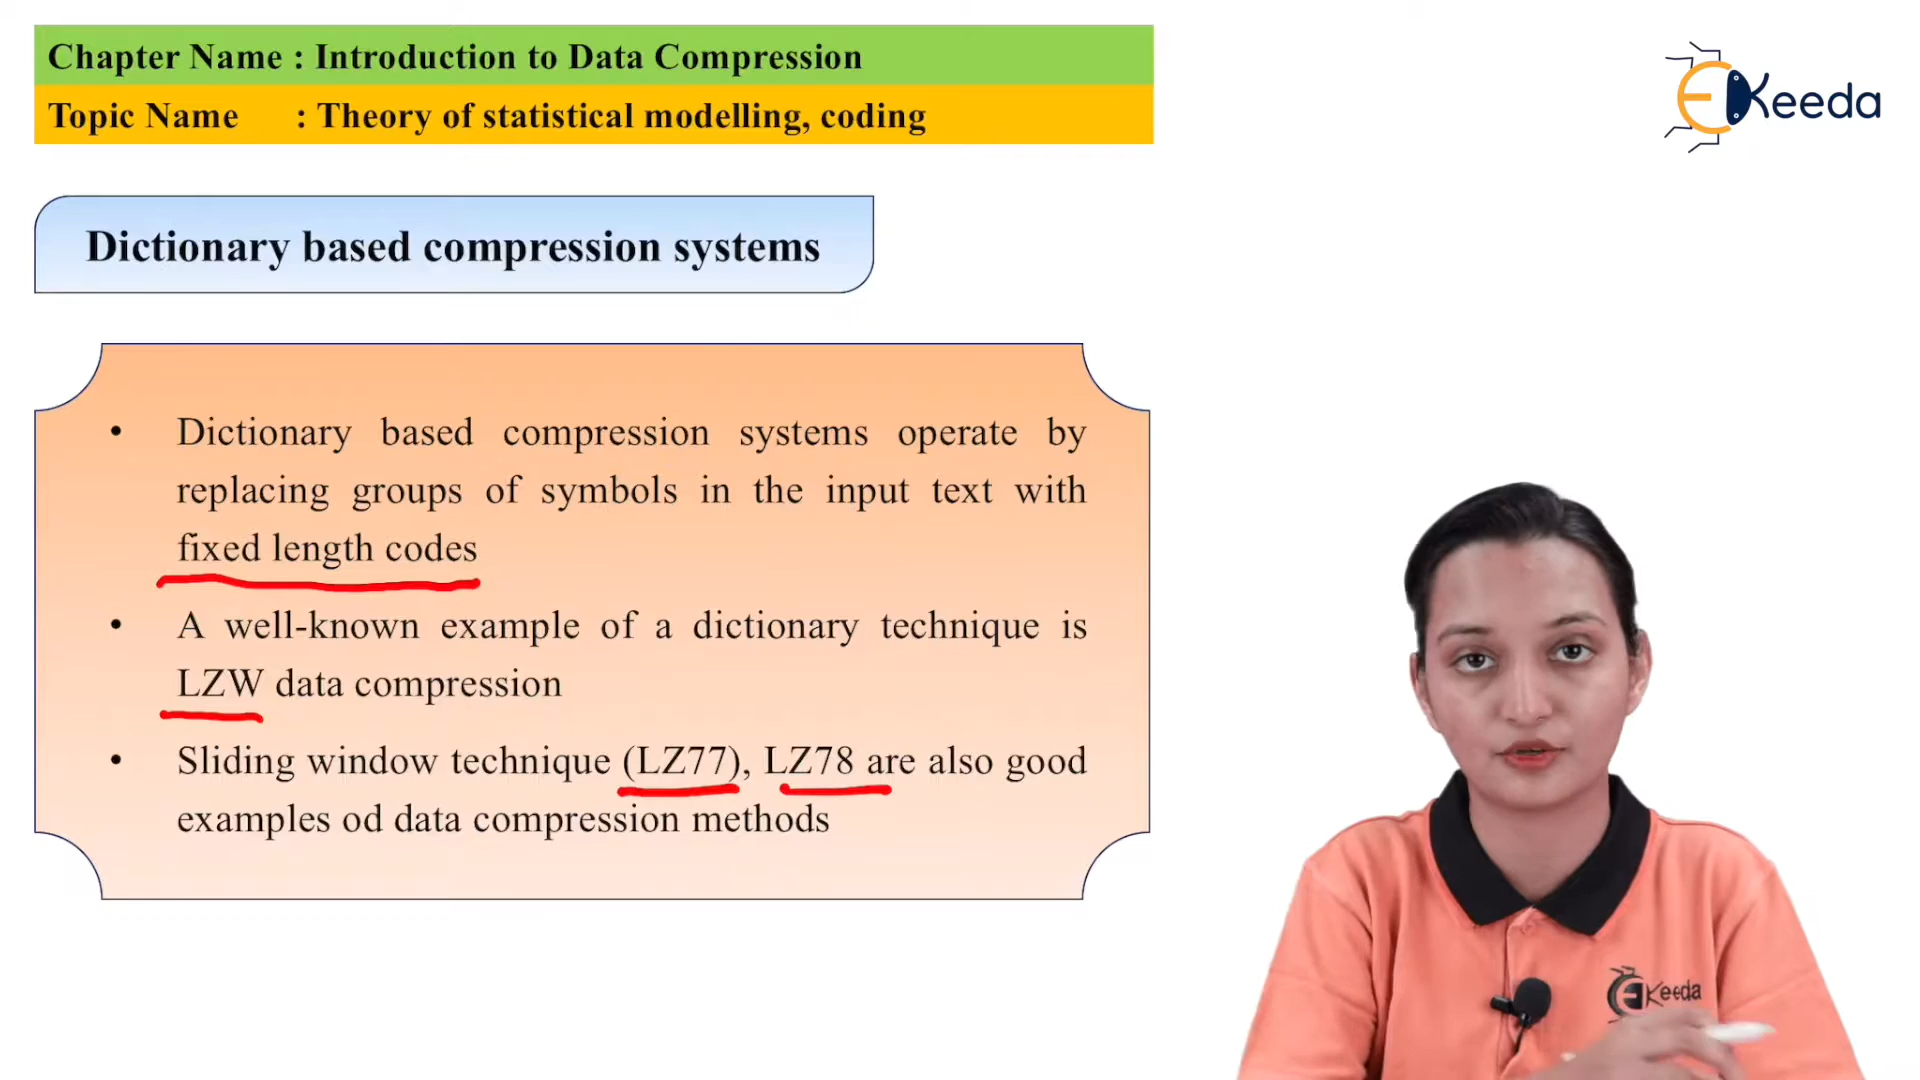 Chapter Name : Introduction to Data Compression
Topic Name : Theory of statistical modelling, coding
EKeeda
Dictionary based compression systems
• Dictionary based compression systems operate by
replacing groups of symbols in the input text with
fixed length codes
• A well-known example of a dictionary technique is
LZW data compression
• Sliding window technique (LZ77), LZ78 are also good
examples od data compression methods
EKeeda